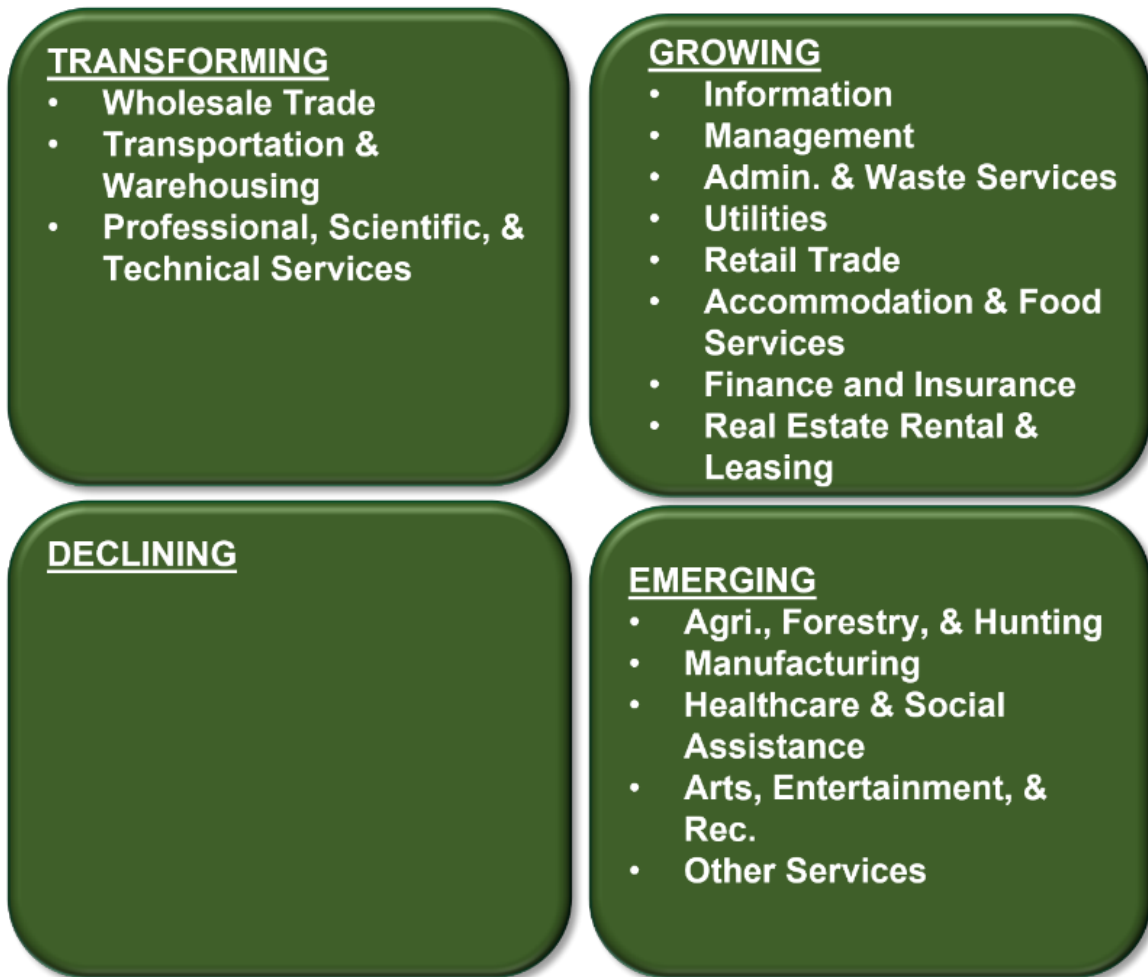 TRANSFORMING
• Wholesale Trade
• Transportation &
Warehousing
• Professional, Scientific, &
Technical Services
GROWING
• Information
• Management
• Admin. & Waste Services
• Utilities
• Retail Trade
• Accommodation & Food
Services
• Finance and Insurance
• Real Estate Rental &
Leasing
DECLINING
EMERGING
• Agri., Forestry, & Hunting
• Manufacturing
• Healthcare & Social
Assistance
• Arts, Entertainment, &
Rec.
• Other Services